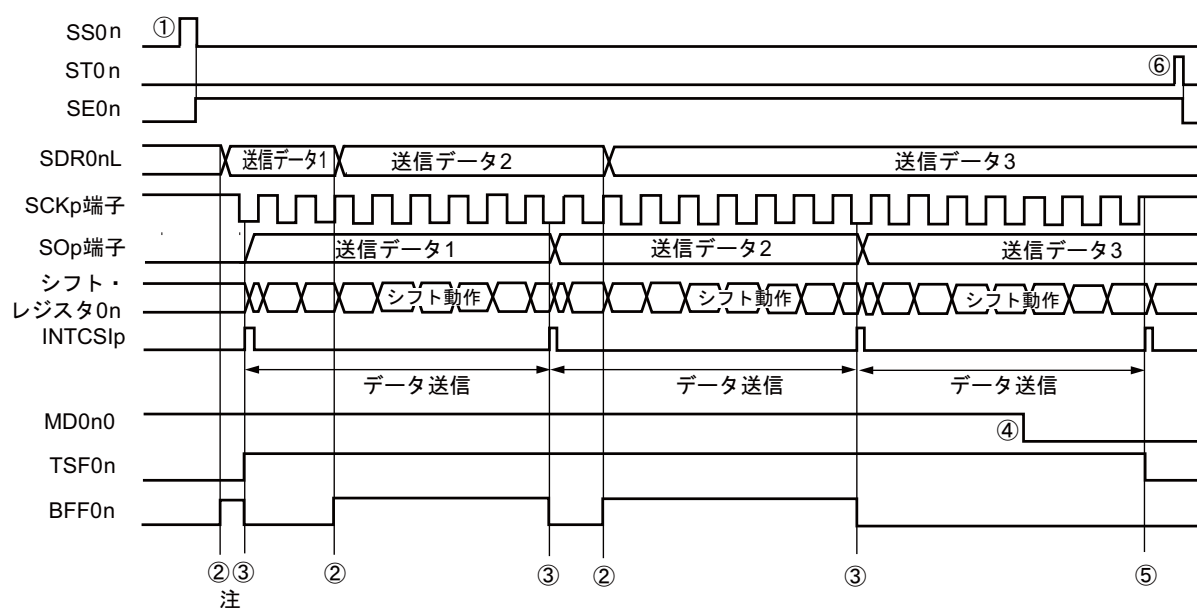 SS0n ①
ST0n ⑥
SE0n
SDR0nL 送信データ1 送信データ2 送信データ3
SCKp端子
SOp端子 送信データ1 送信データ2 送信データ3
シフト・
レジスタ0n シフト動作 シフト動作 シフト動作
INTCSIp
データ送信 データ送信 データ送信
MD0n0 ④
TSF0n
BFF0n
②③ ② ③ ② ③ ⑤
注